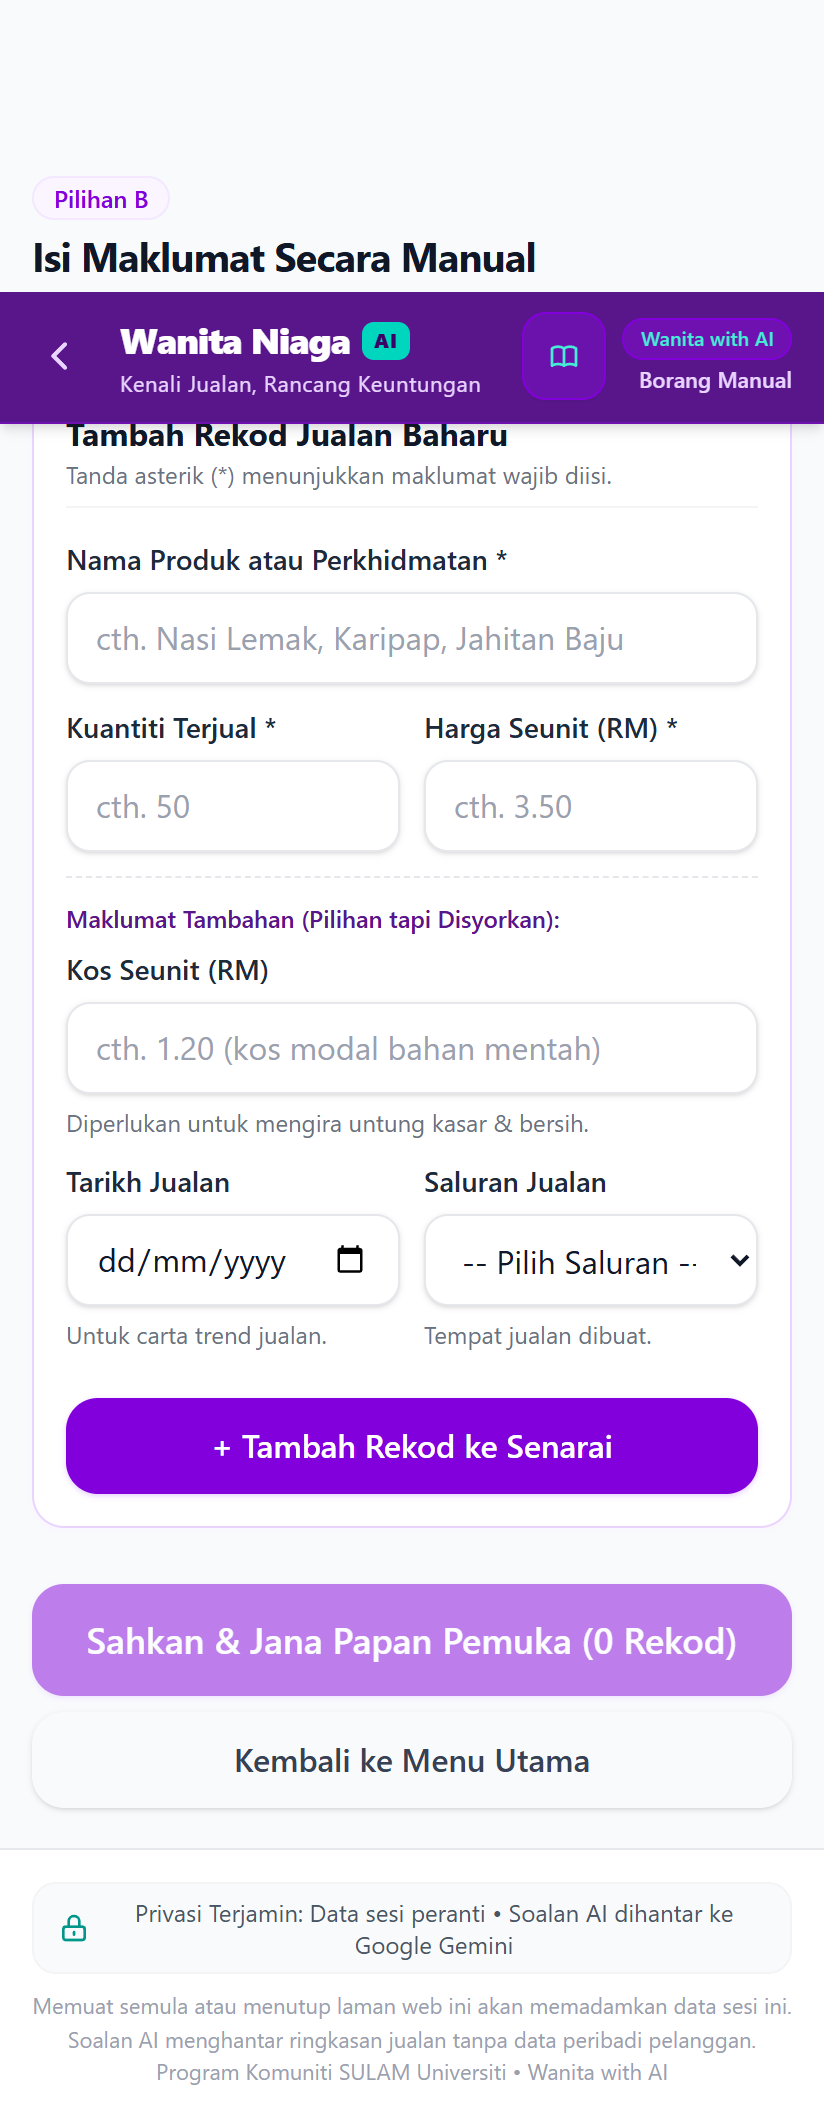 Pilihan B
Isi Maklumat Secara Manual
Wanita Niaga AI
Kenali Jualan, Rancang Keuntungan
Wanita with AI
Borang Manual
Tambah Rekod Jualan Baharu
Tanda asterik (*) menunjukkan maklumat wajib diisi.
Nama Produk atau Perkhidmatan *
cth. Nasi Lemak, Karipap, Jahitan Baju
Kuantiti Terjual *
cth. 50
Harga Seunit (RM) *
cth. 3.50
Maklumat Tambahan (Pilihan tapi Disyorkan):
Kos Seunit (RM)
cth. 1.20 (kos modal bahan mentah)
Diperlukan untuk mengira untung kasar & bersih.
Tarikh Jualan
dd/mm/yyyy
Untuk carta trend jualan.
Saluran Jualan
-- Pilih Saluran --
Tempat jualan dibuat.
+ Tambah Rekod ke Senarai
Sahkan & Jana Papan Pemuka (0 Rekod)
Kembali ke Menu Utama
Privasi Terjamin: Data sesi peranti • Soalan AI dihantar ke
Google Gemini
Memuat semula atau menutup laman web ini akan memadamkan data sesi ini.
Soalan AI menghantar ringkasan jualan tanpa data peribadi pelanggan.
Program Komuniti SULAM Universiti • Wanita with AI